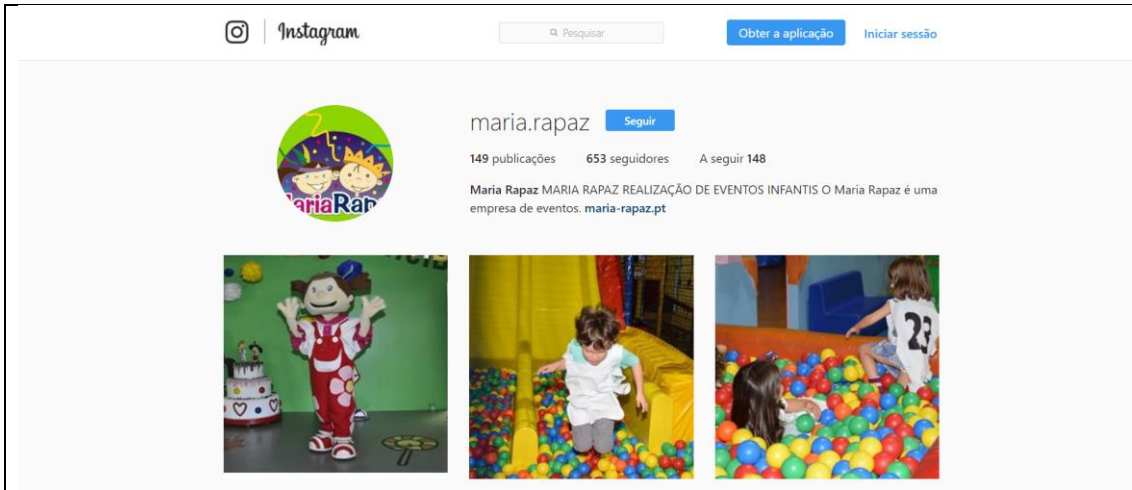 Instagram
Pesquisar
Obter a aplicação
Iniciar sessão
maria.rapaz
Seguir
149 publicações 653 seguidores A seguir 148
Maria Rapaz MARIA RAPAZ REALIZAÇÃO DE EVENTOS INFANTIS O Maria Rapaz é uma
empresa de eventos. maria-rapaz.pt
ariaRap
23